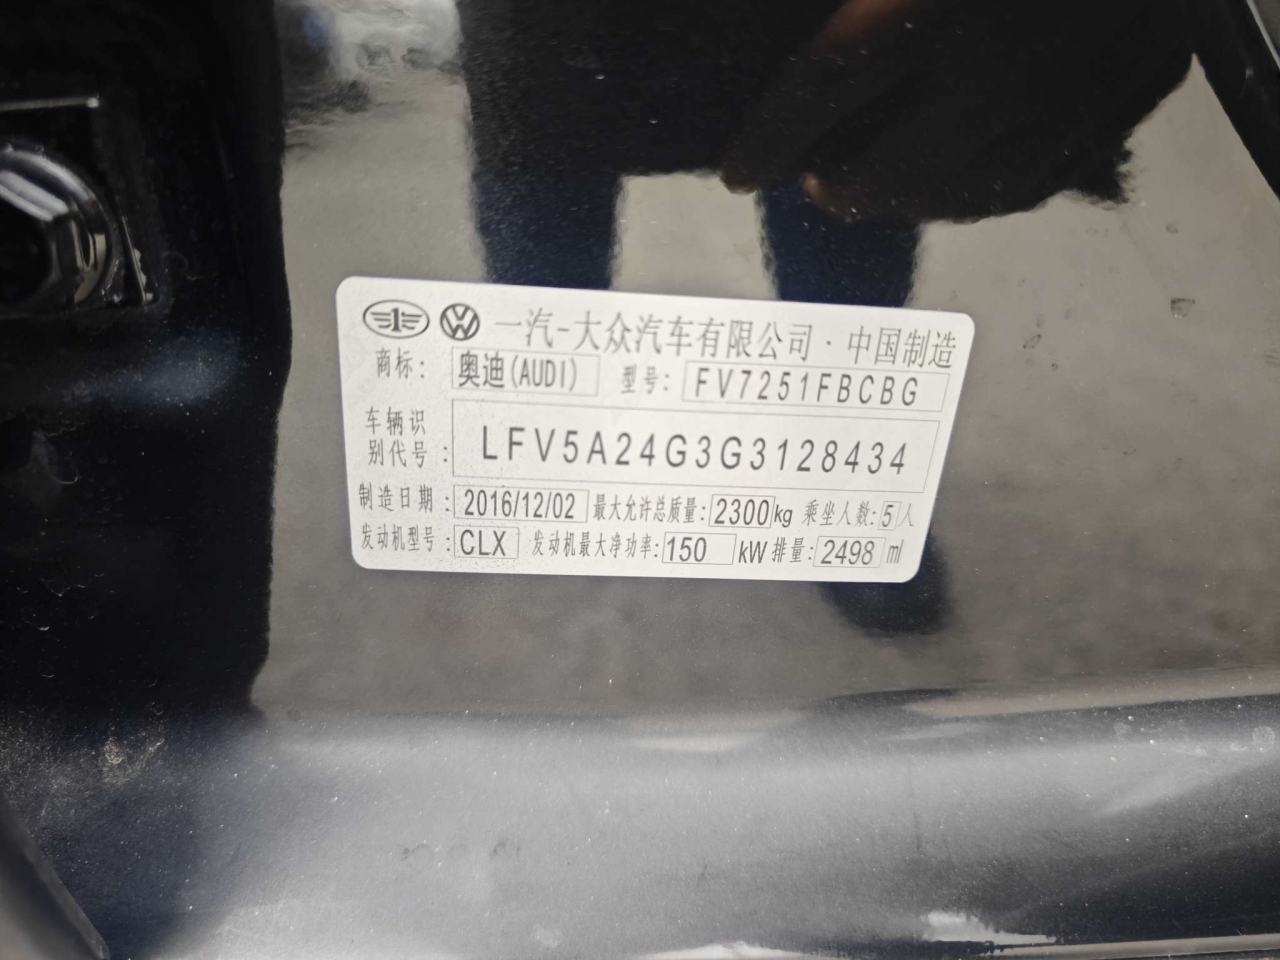 一汽-大众汽车有限公司·中国制造
商标: 奥迪(AUDI) 型号: FV7251FBCBG
车辆识别代号: LFV5A24G3G3128434
制造日期: 2016/12/02 最大允许总质量: 2300kg 乘坐人数: 5人
发动机型号: CLX 发动机最大净功率: 150 kW 排量: 2498 ml